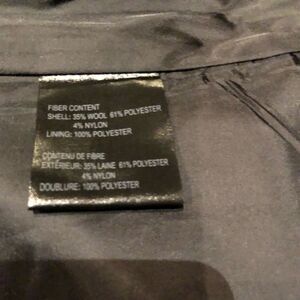 FIBER CONTENT
SHELL: 35% WOOL 61% POLYESTER
4% NYLON
LINING: 100% POLYESTER
CONTENU DE FIBRE
EXTÉRIEUR: 35% LAINE 61% POLYESTER
4% NYLON
DOUBLURE: 100% POLYESTER